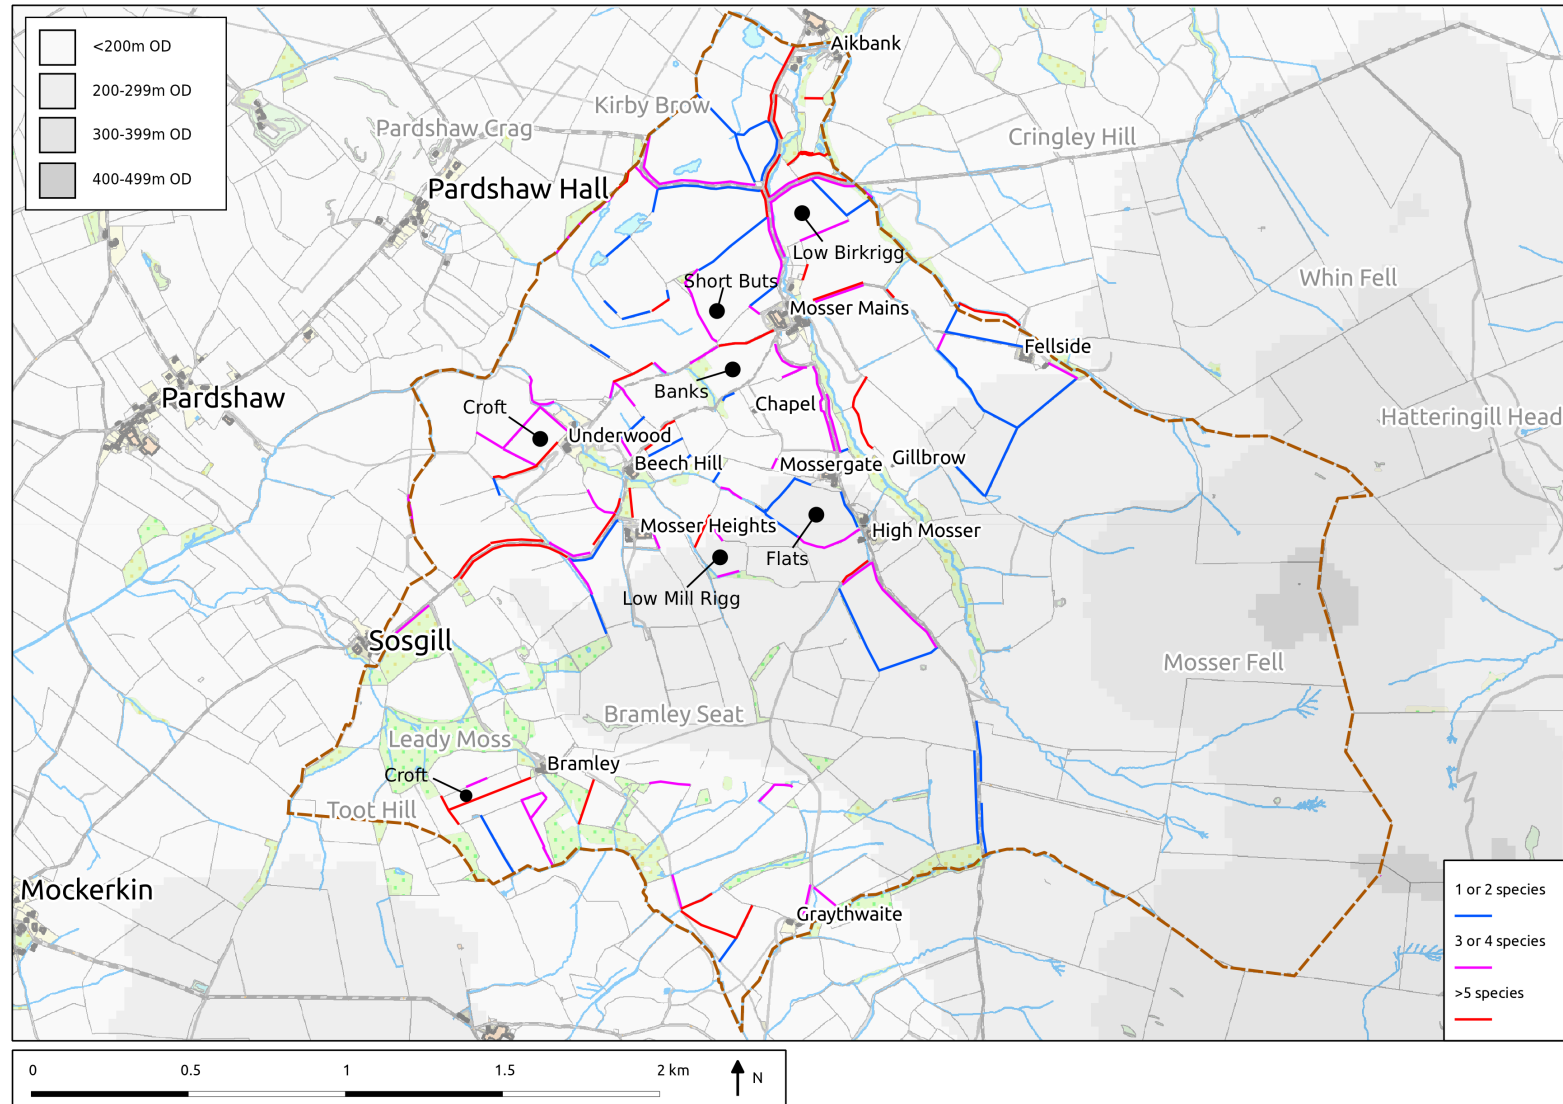 <200m OD
200-299m OD
300-399m OD
400-499m OD
Aikbank
Kirby Brow
Pardshaw Crag
Cringley Hill
Pardshaw Hall
Low Birkrigg
Short Buts
Whin Fell
Mosser Mains
Fellside
Banks
Pardshaw
Chapel
Croft
Hatteringill Head
Underwood
Beech Hill
Mossergate
Gillbrow
Mosser Heights
High Mosser
Flats
Low Mill Rigg
Sosgill
Mosser Fell
Bramley Seat
Leady Moss
Bramley
Croft
Toot Hill
Mockerkin
Graythwaite
1 or 2 species
3 or 4 species
>5 species
0 0.5 1 1.5 2 km
N